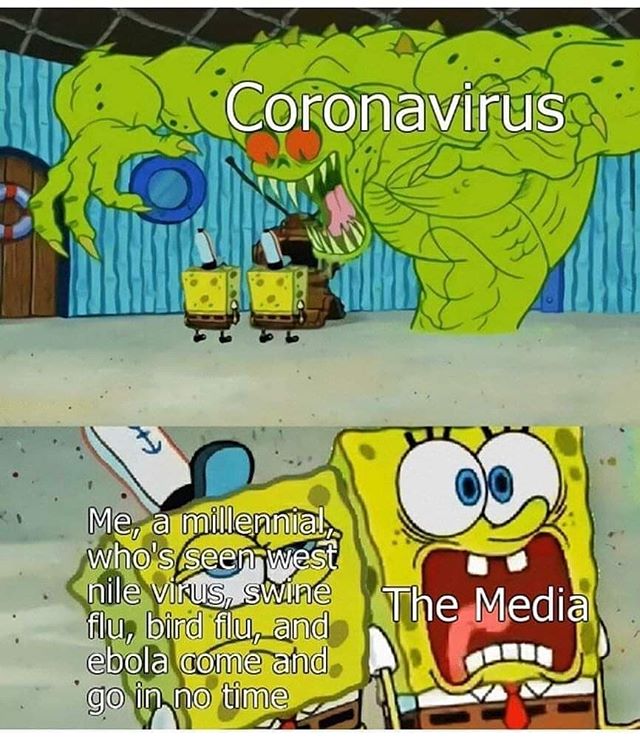 Coronavirus
Me, a millennial,
who's seen west
nile virus, swine
flu, bird flu, and
ebola come and
go in no time
The Media